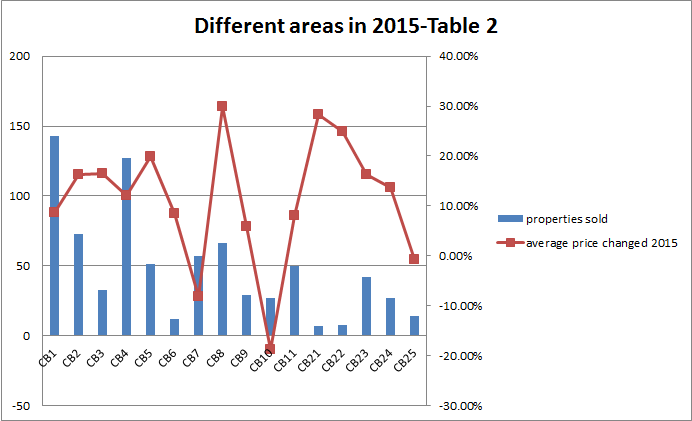 Different areas in 2015-Table 2
200
150
100
50
0
-50
40.00%
30.00%
20.00%
10.00%
0.00%
-10.00%
-20.00%
-30.00%
CB1
CB2
CB3
CB4
CB5
CB6
CB7
CB8
CB9
CB10
CB11
CB21
CB22
CB23
CB24
CB25
properties sold
average price changed 2015